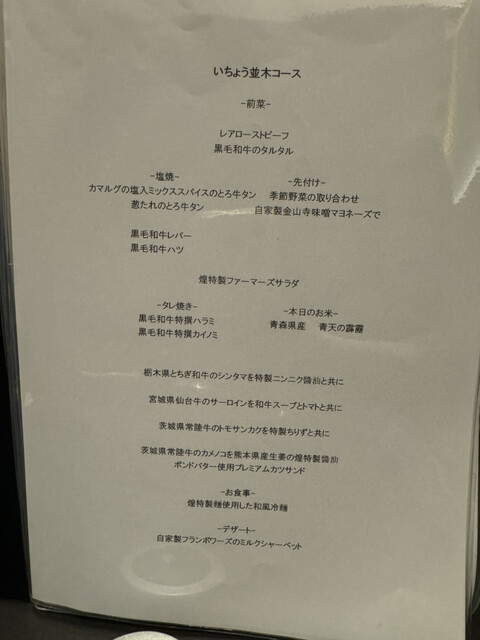 いちょう並木コース
-前菜-
レアローストビーフ
黒毛和牛のタルタル
-塩焼-
カマルグの塩入ミックススパイスのとろ牛タン
葱たれのとろ牛タン
-先付け-
季節野菜の取り合わせ
自家製金山寺味噌マヨネーズで
黒毛和牛レバー
黒毛和牛ハツ
煌特製ファーマーズサラダ
-タレ焼き-
黒毛和牛特撰ハラミ
黒毛和牛特撰カイノミ
-本日のお米-
青森県産 青天の霹靂
栃木県とちぎ和牛のシンタマを特製ニンニク醤油と共に
宮城県仙台牛のサーロインを和牛スープとトマトと共に
茨城県常陸牛のトモサンカクを特製ちりずと共に
茨城県常陸牛のカメノコを熊本県産生姜の煌特製醤油
ポンドバター使用プレミアムカツサンド
-お食事-
煌特製麺使用した和風冷麺
-デザート-
自家製フランボワーズのミルクシャーベット